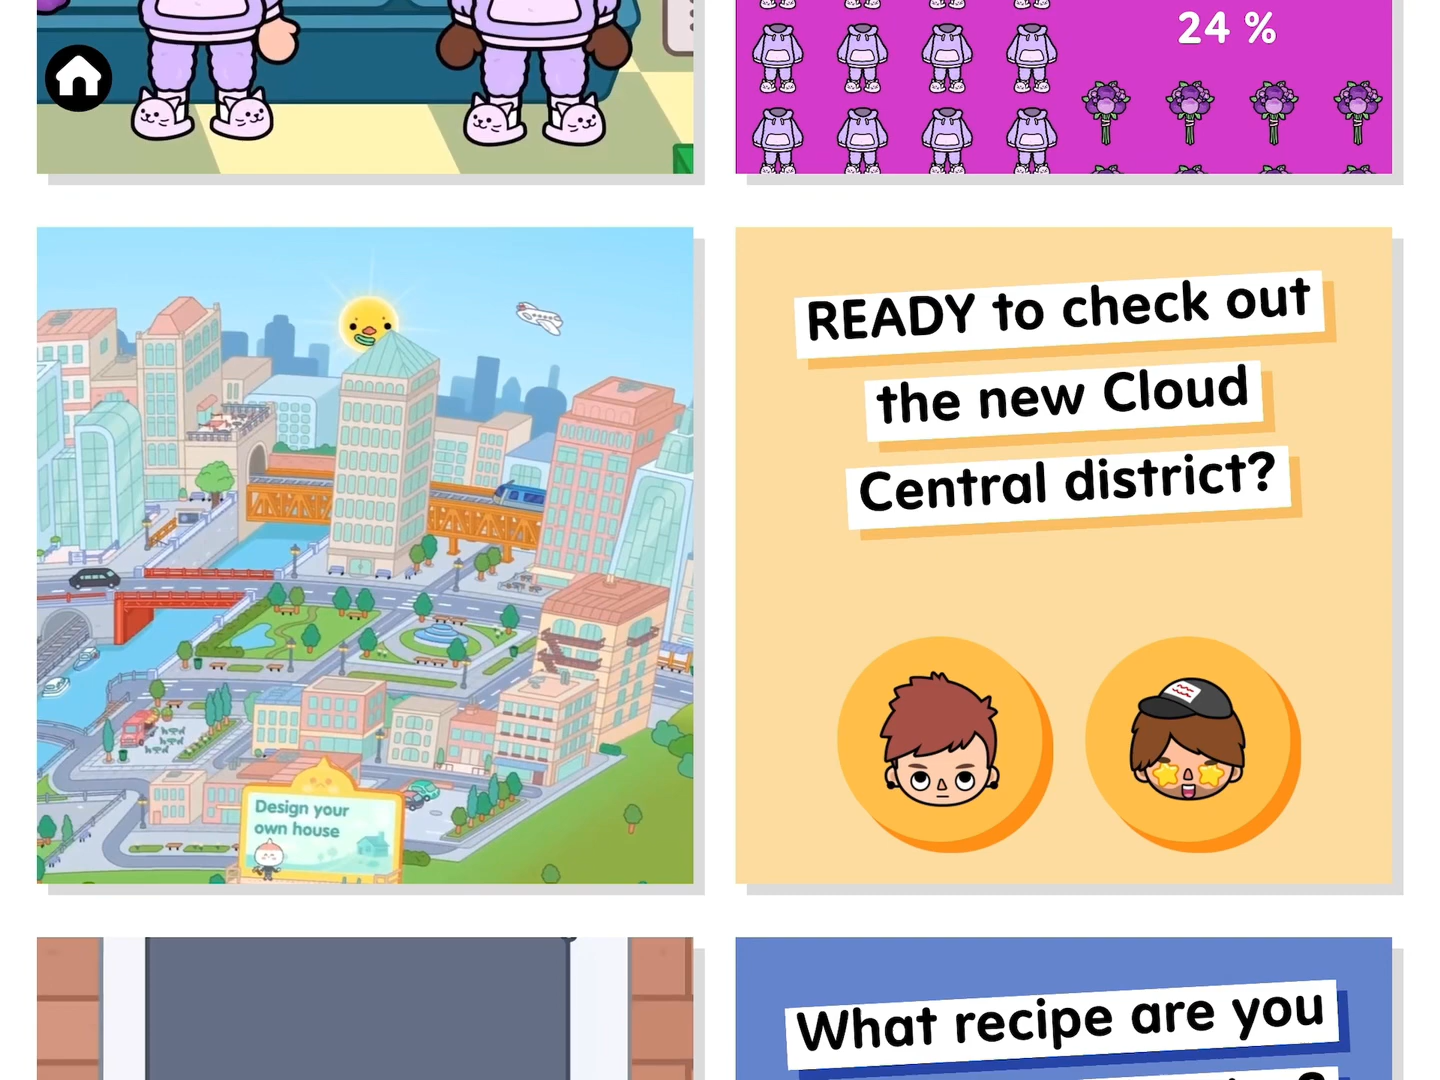 24 %
READY to check out
the new Cloud
Central district?
Design your
own house
What recipe are you